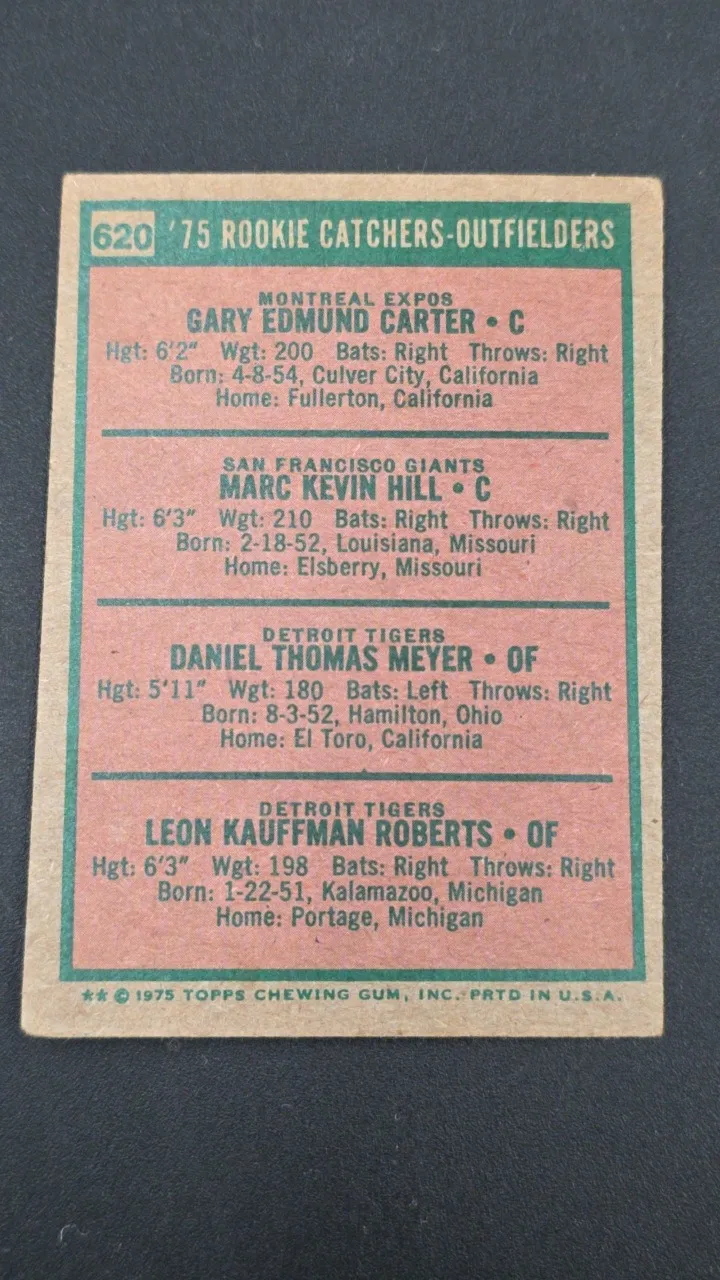 620 '75 ROOKIE CATCHERS-OUTFIELDERS
MONTREAL EXPOS
GARY EDMUND CARTER • C
Hgt: 6'2" Wgt: 200 Bats: Right Throws: Right
Born: 4-8-54, Culver City, California
Home: Fullerton, California
SAN FRANCISCO GIANTS
MARC KEVIN HILL • C
Hgt: 6'3" Wgt: 210 Bats: Right Throws: Right
Born: 2-18-52, Louisiana, Missouri
Home: Elsberry, Missouri
DETROIT TIGERS
DANIEL THOMAS MEYER • OF
Hgt: 5'11" Wgt: 180 Bats: Left Throws: Right
Born: 8-3-52, Hamilton, Ohio
Home: El Toro, California
DETROIT TIGERS
LEON KAUFFMAN ROBERTS • OF
Hgt: 6'3" Wgt: 198 Bats: Right Throws: Right
Born: 1-22-51, Kalamazoo, Michigan
Home: Portage, Michigan
★★ © 1975 TOPPS CHEWING GUM, INC. PRTD IN U.S.A.